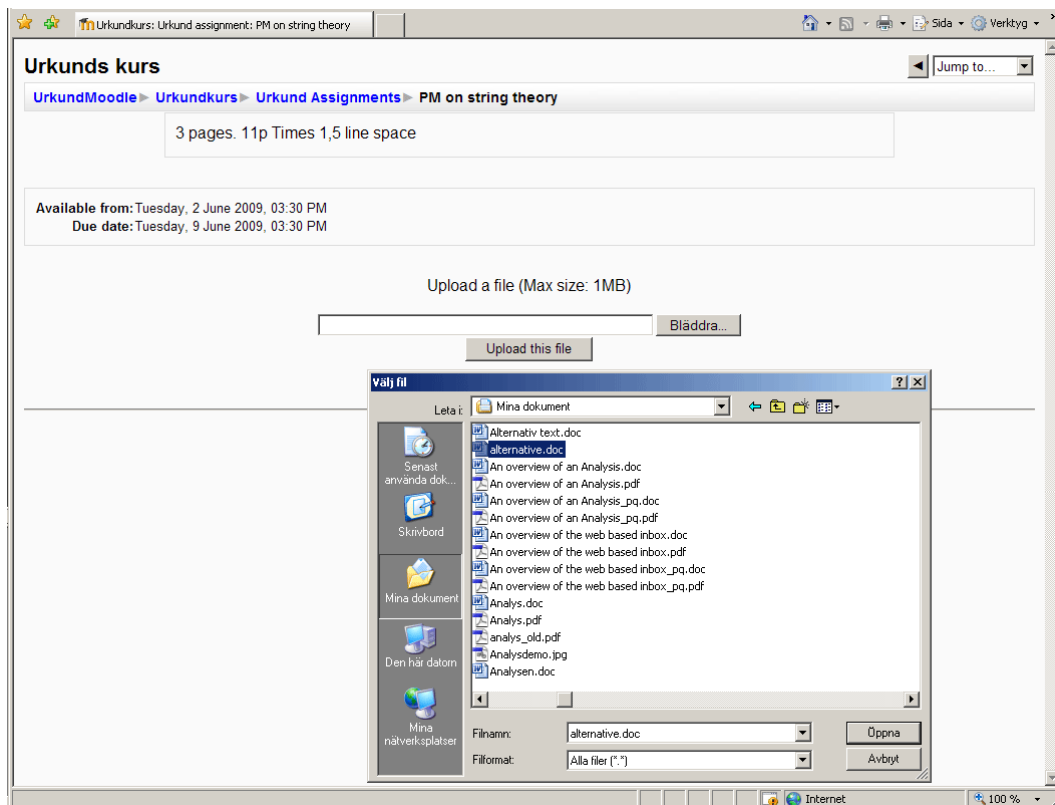 Urkundkurs: Urkund assignment: PM on string theory
Sida
Verktyg
Urkunds kurs
Jump to...
UrkundMoodle► Urkundkurs► Urkund Assignments► PM on string theory
3 pages. 11p Times 1,5 line space
Available from: Tuesday, 2 June 2009, 03:30 PM
Due date: Tuesday, 9 June 2009, 03:30 PM
Upload a file (Max size: 1MB)
Bläddra...
Upload this file
Välj fil
Leta i:
Mina dokument
Senast
använda dok...
Skrivbord
Mina dokument
Den här datorn
Mina
nätverksplatser
Alternativ text.doc
alternative.doc
An overview of an Analysis.doc
An overview of an Analysis.pdf
An overview of an Analysis_pq.doc
An overview of an Analysis_pq.pdf
An overview of the web based inbox.doc
An overview of the web based inbox.pdf
An overview of the web based inbox_pq.doc
An overview of the web based inbox_pq.pdf
Analys.doc
Analys.pdf
analys_old.pdf
Analysdemo.jpg
Analysen.doc
Filnamn:
alternative.doc
Öppna
Filformat:
Alla filer (*.*)
Avbryt
Internet
100 %